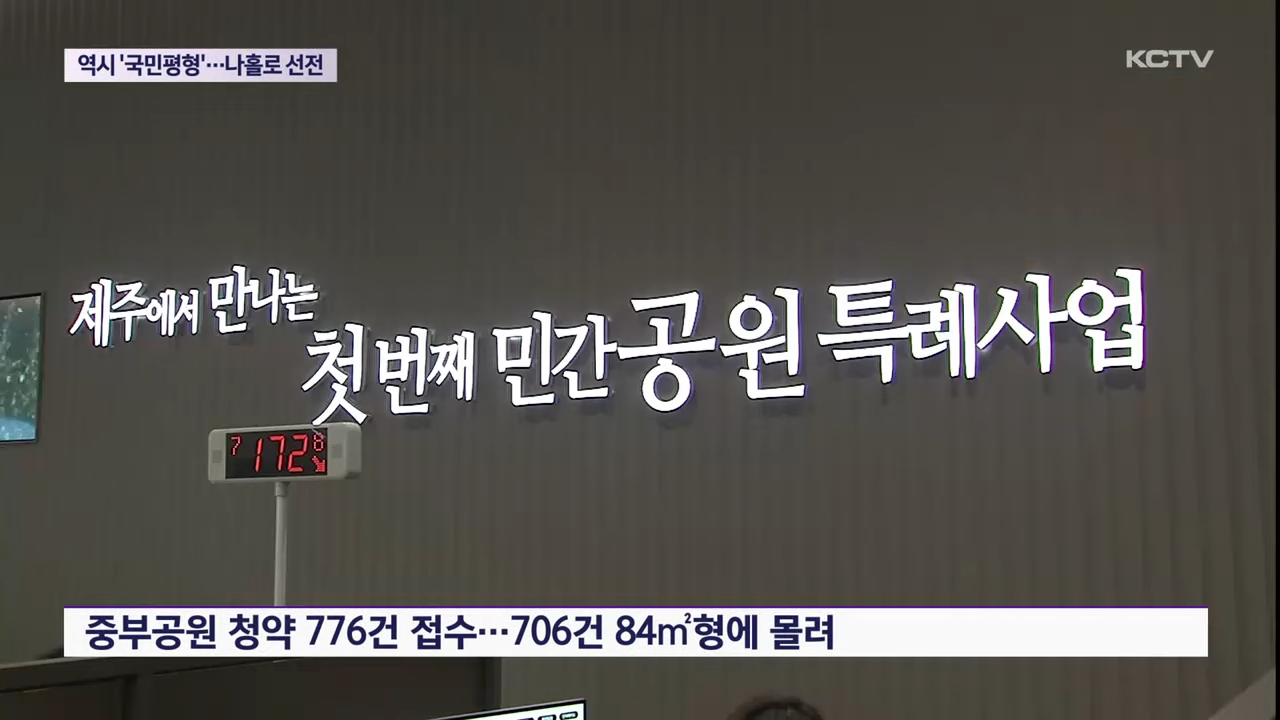 역시 '국민평형'…나홀로 선전
KCTV
제주에서 만나는
첫번째 민간공원 특례사업
7 172 8
중부공원 청약 776건 접수…706건 84㎡형에 몰려